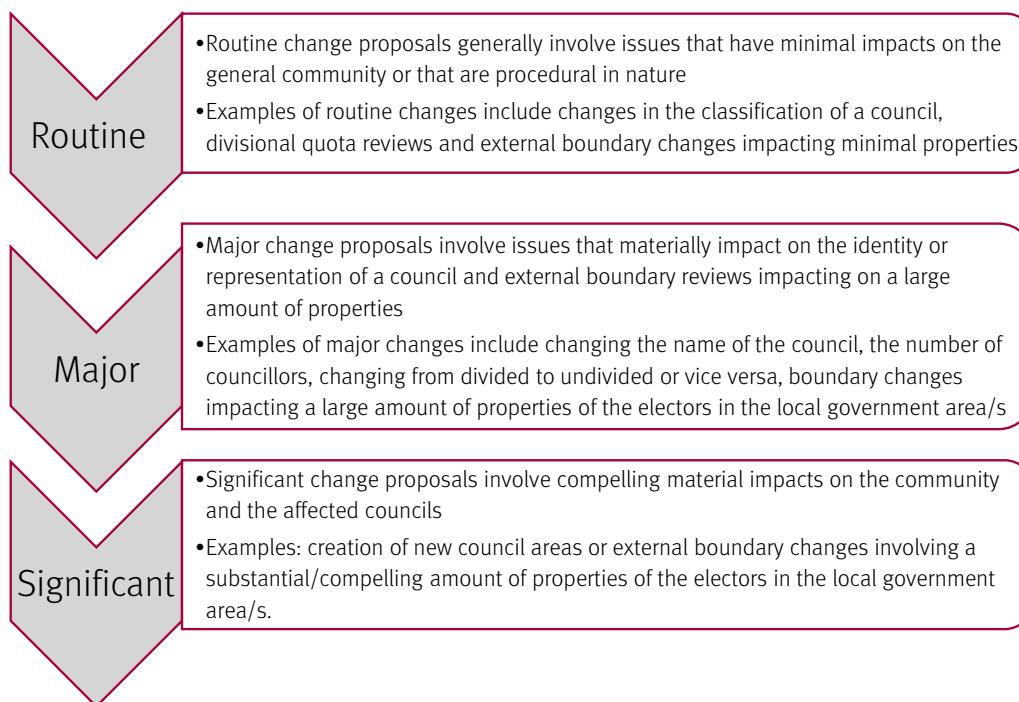 Routine
•Routine change proposals generally involve issues that have minimal impacts on the
general community or that are procedural in nature
•Examples of routine changes include changes in the classification of a council,
divisional quota reviews and external boundary changes impacting minimal properties
Major
•Major change proposals involve issues that materially impact on the identity or
representation of a council and external boundary reviews impacting on a large
amount of properties
•Examples of major changes include changing the name of the council, the number of
councillors, changing from divided to undivided or vice versa, boundary changes
impacting a large amount of properties of the electors in the local government area/s
Significant
•Significant change proposals involve compelling material impacts on the community
and the affected councils
•Examples: creation of new council areas or external boundary changes involving a
substantial/compelling amount of properties of the electors in the local government
area/s.